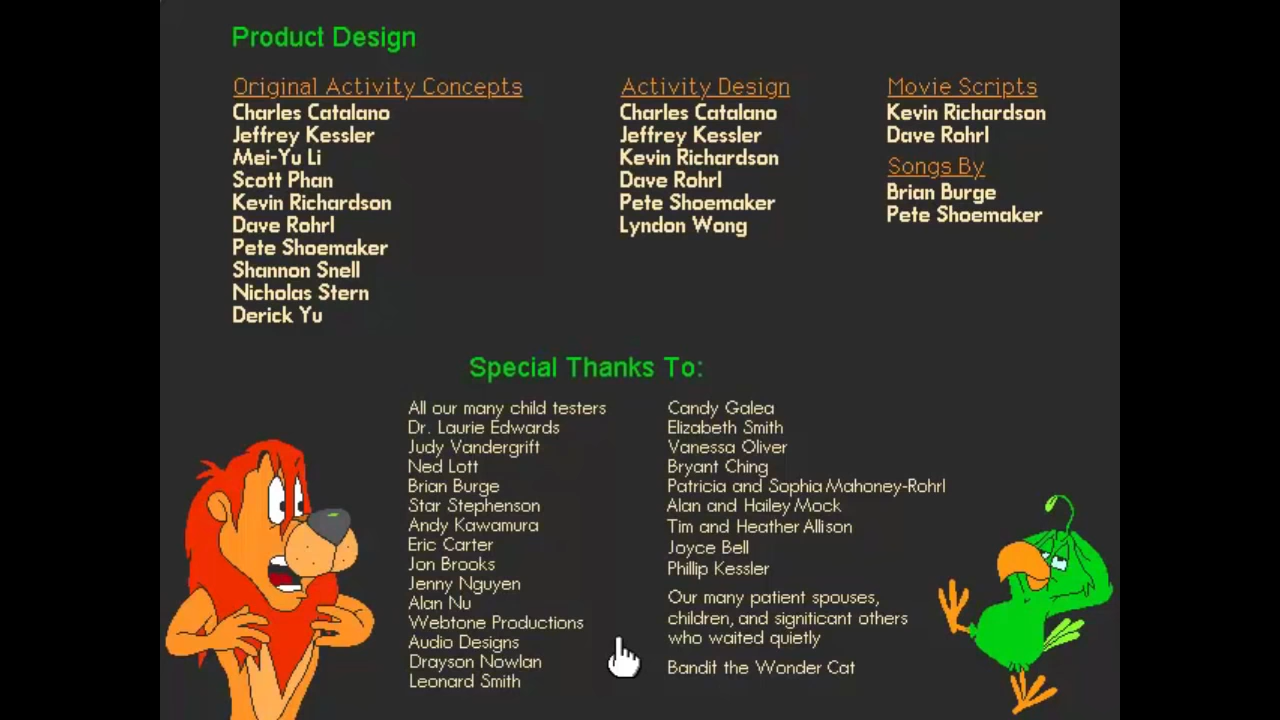 Product Design
Original Activity Concepts
Charles Catalano
Jeffrey Kessler
Mei-Yu Li
Scott Phan
Kevin Richardson
Dave Rohrl
Pete Shoemaker
Shannon Snell
Nicholas Stern
Derick Yu
Activity Design
Charles Catalano
Jeffrey Kessler
Kevin Richardson
Dave Rohrl
Pete Shoemaker
Lyndon Wong
Movie Scripts
Kevin Richardson
Dave Rohrl
Songs By
Brian Burge
Pete Shoemaker
Special Thanks To:
All our many child testers
Dr. Laurie Edwards
Judy Vandergrift
Ned Lott
Brian Burge
Star Stephenson
Andy Kawamura
Eric Carter
Jon Brooks
Jenny Nguyen
Alan Nu
Webtone Productions
Audio Designs
Drayson Nowlan
Leonard Smith
Candy Galea
Elizabeth Smith
Vanessa Oliver
Bryant Ching
Patricia and Sophia Mahoney-Rohrl
Alan and Hailey Mock
Tim and Heather Allison
Joyce Bell
Phillip Kessler
Our many patient spouses,
children, and signiticant others
who waited quietly
Bandit the Wonder Cat